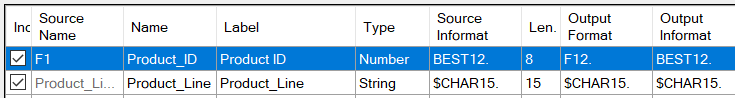 Inc Source Name Name Label Type Source Informat Len. Output Format Output Informat
F1 Product_ID Product ID Number BEST12. 8 F12. BEST12.
Product_Li... Product_Line Product_Line String $CHAR15. 15 $CHAR15. $CHAR15.